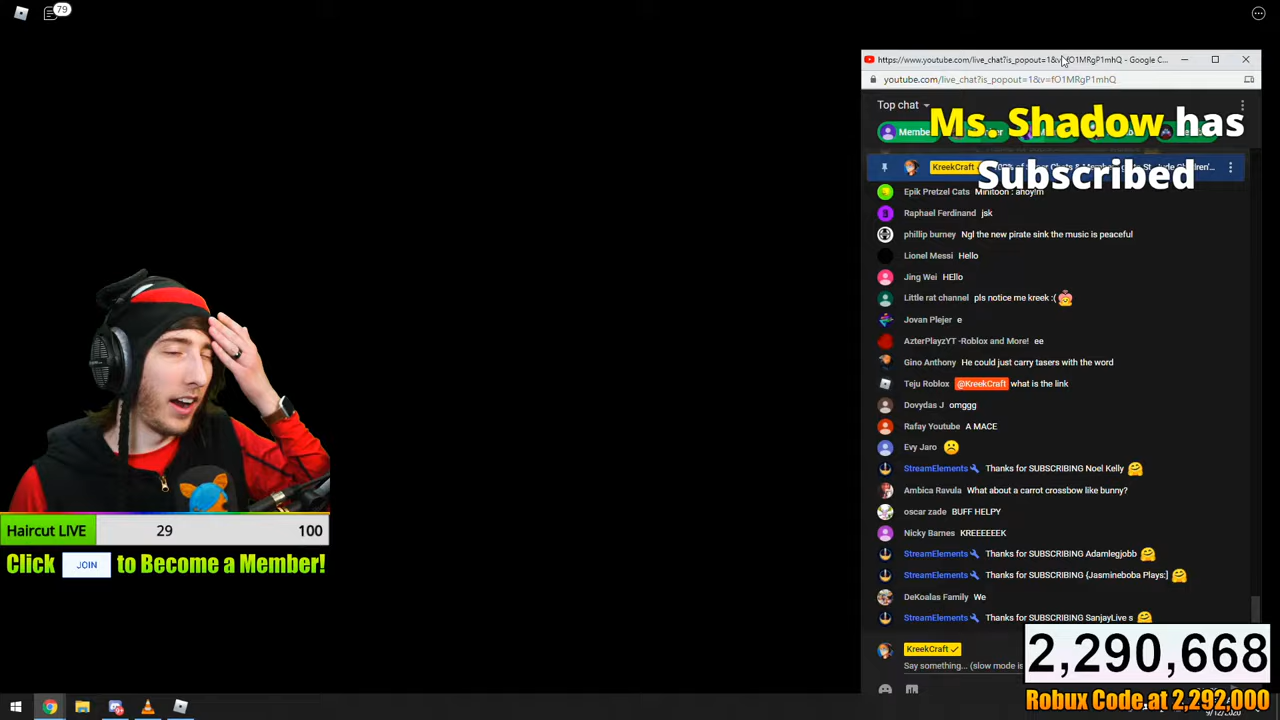 79
https://www.youtube.com/live_chat?is_popout=1&v=fO1MRgP1mhQ - Google C...
youtube.com/live_chat?is_popout=1&v=fO1MRgP1mhQ
Top chat
Ms. Shadow has
Subscribed
KreekCraft
Epik Pretzel Cats Minitoon : anoy!m
Raphael Ferdinand jsk
phillip burney Ngl the new pirate sink the music is peaceful
Lionel Messi Hello
Jing Wei HEllo
Little rat channel pls notice me kreek :(
Jovan Plejer e
AzterPlayzYT -Roblox and More! ee
Gino Anthony He could just carry tasers with the word
Teju Roblox @KreekCraft what is the link
Dovydas J omggg
Rafay Youtube A MACE
Evy Jaro
StreamElements Thanks for SUBSCRIBING Noel Kelly
Ambica Ravula What about a carrot crossbow like bunny?
oscar zade BUFF HELPY
Nicky Barnes KREEEEEEK
StreamElements Thanks for SUBSCRIBING Adamlegjobb
StreamElements Thanks for SUBSCRIBING {Jasmineboba Plays:]
DeKoalas Family We
StreamElements Thanks for SUBSCRIBING SanjayLive s
KreekCraft
Say something... (slow mode is
2,290,668
Robux Code at 2,292,000
9/12/2020
Haircut LIVE 29 100
Click JOIN to Become a Member!